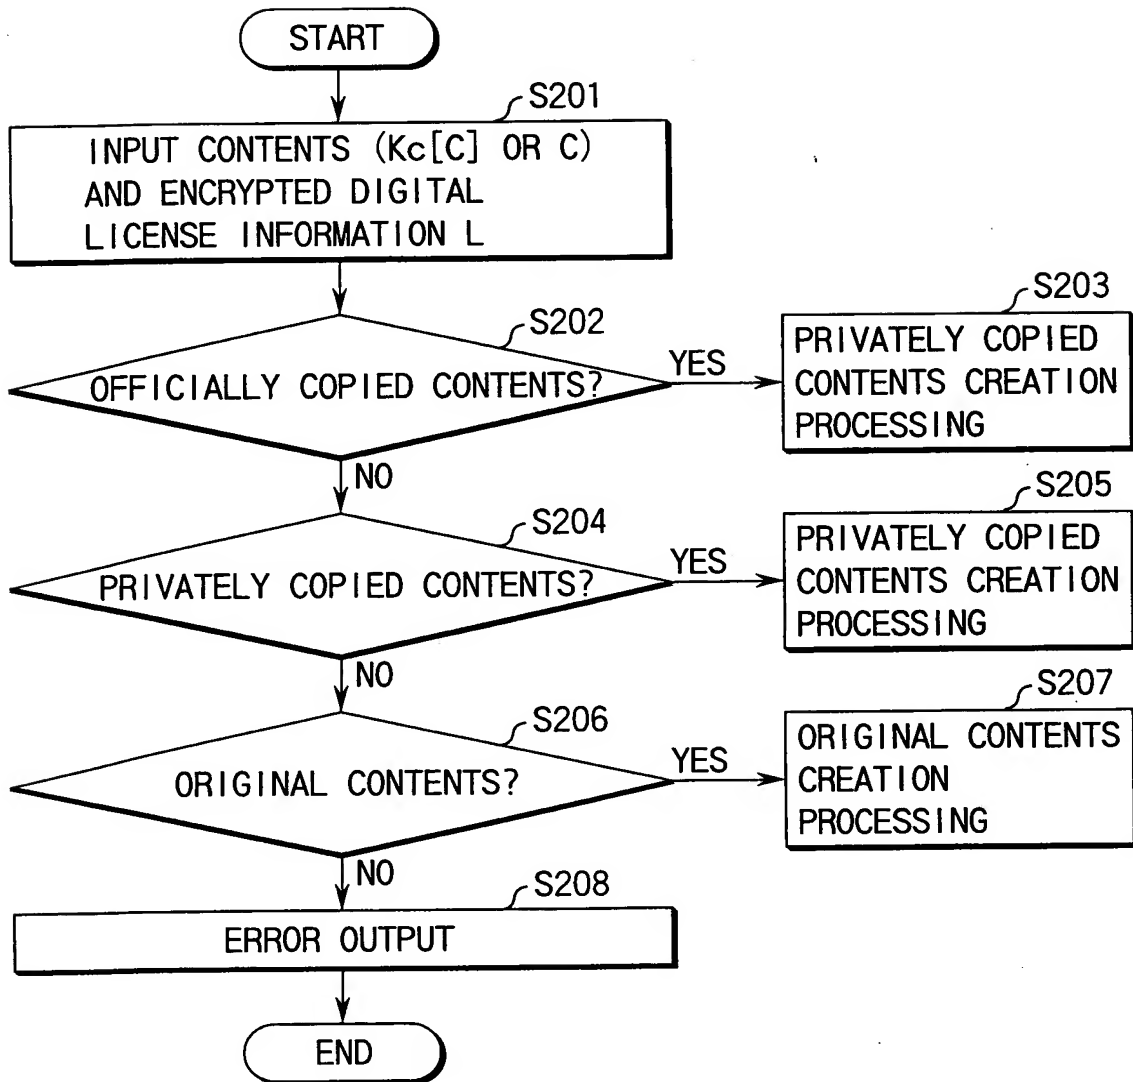 START
S201
INPUT CONTENTS (Kc[C] OR C)
AND ENCRYPTED DIGITAL
LICENSE INFORMATION L
S202
OFFICIALLY COPIED CONTENTS?
YES
S203
PRIVATELY COPIED
CONTENTS CREATION
PROCESSING
NO
S204
PRIVATELY COPIED CONTENTS?
YES
S205
PRIVATELY COPIED
CONTENTS CREATION
PROCESSING
NO
S206
ORIGINAL CONTENTS?
YES
S207
ORIGINAL CONTENTS
CREATION
PROCESSING
NO
S208
ERROR OUTPUT
END